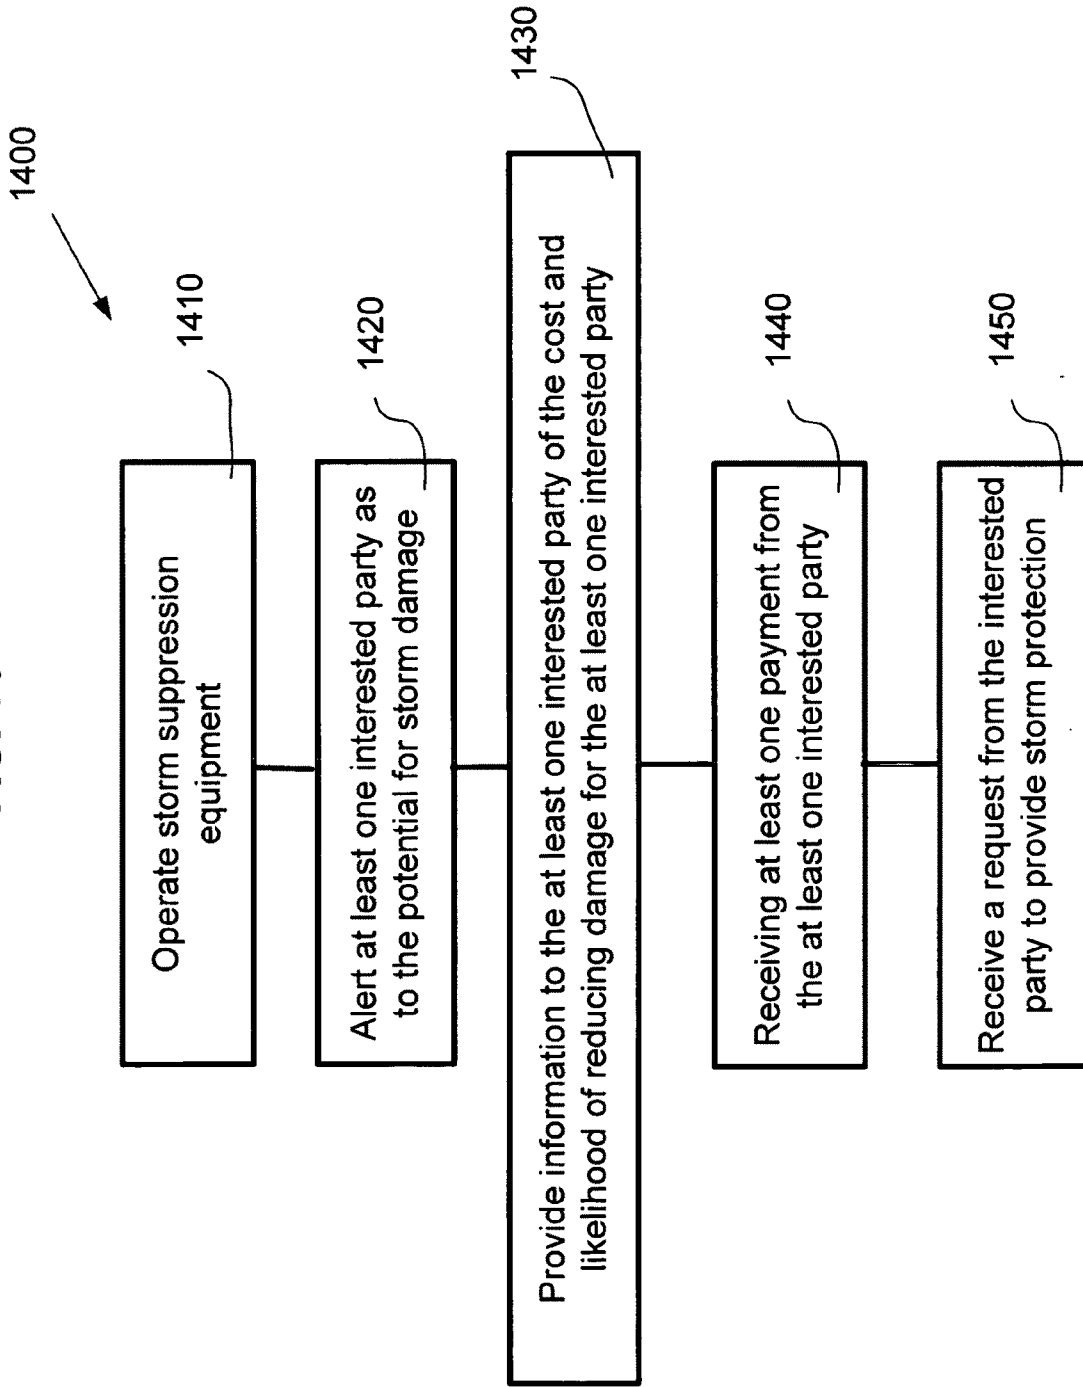 1400
Operate storm suppression
equipment
1410
Alert at least one interested party as
to the potential for storm damage
1420
Provide information to the at least one interested party of the cost and
likelihood of reducing damage for the at least one interested party
1430
Receiving at least one payment from
the at least one interested party
1440
Receive a request from the interested
party to provide storm protection
1450